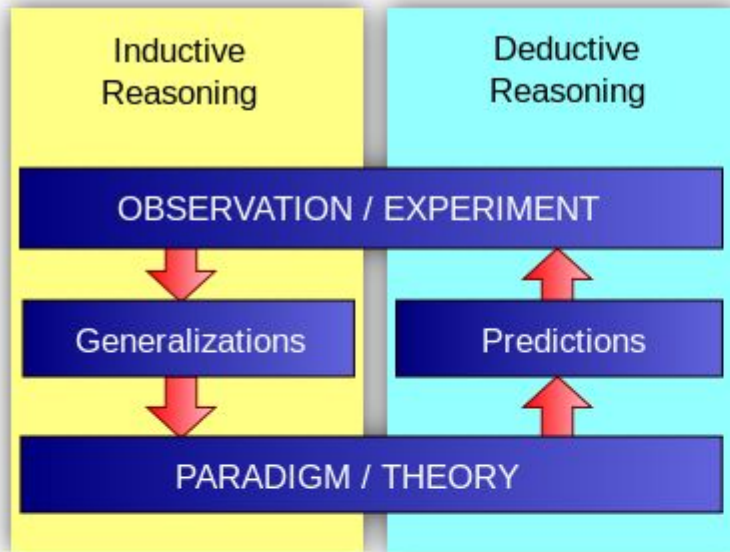 Inductive
Reasoning
Deductive
Reasoning
OBSERVATION / EXPERIMENT
Generalizations
Predictions
PARADIGM / THEORY